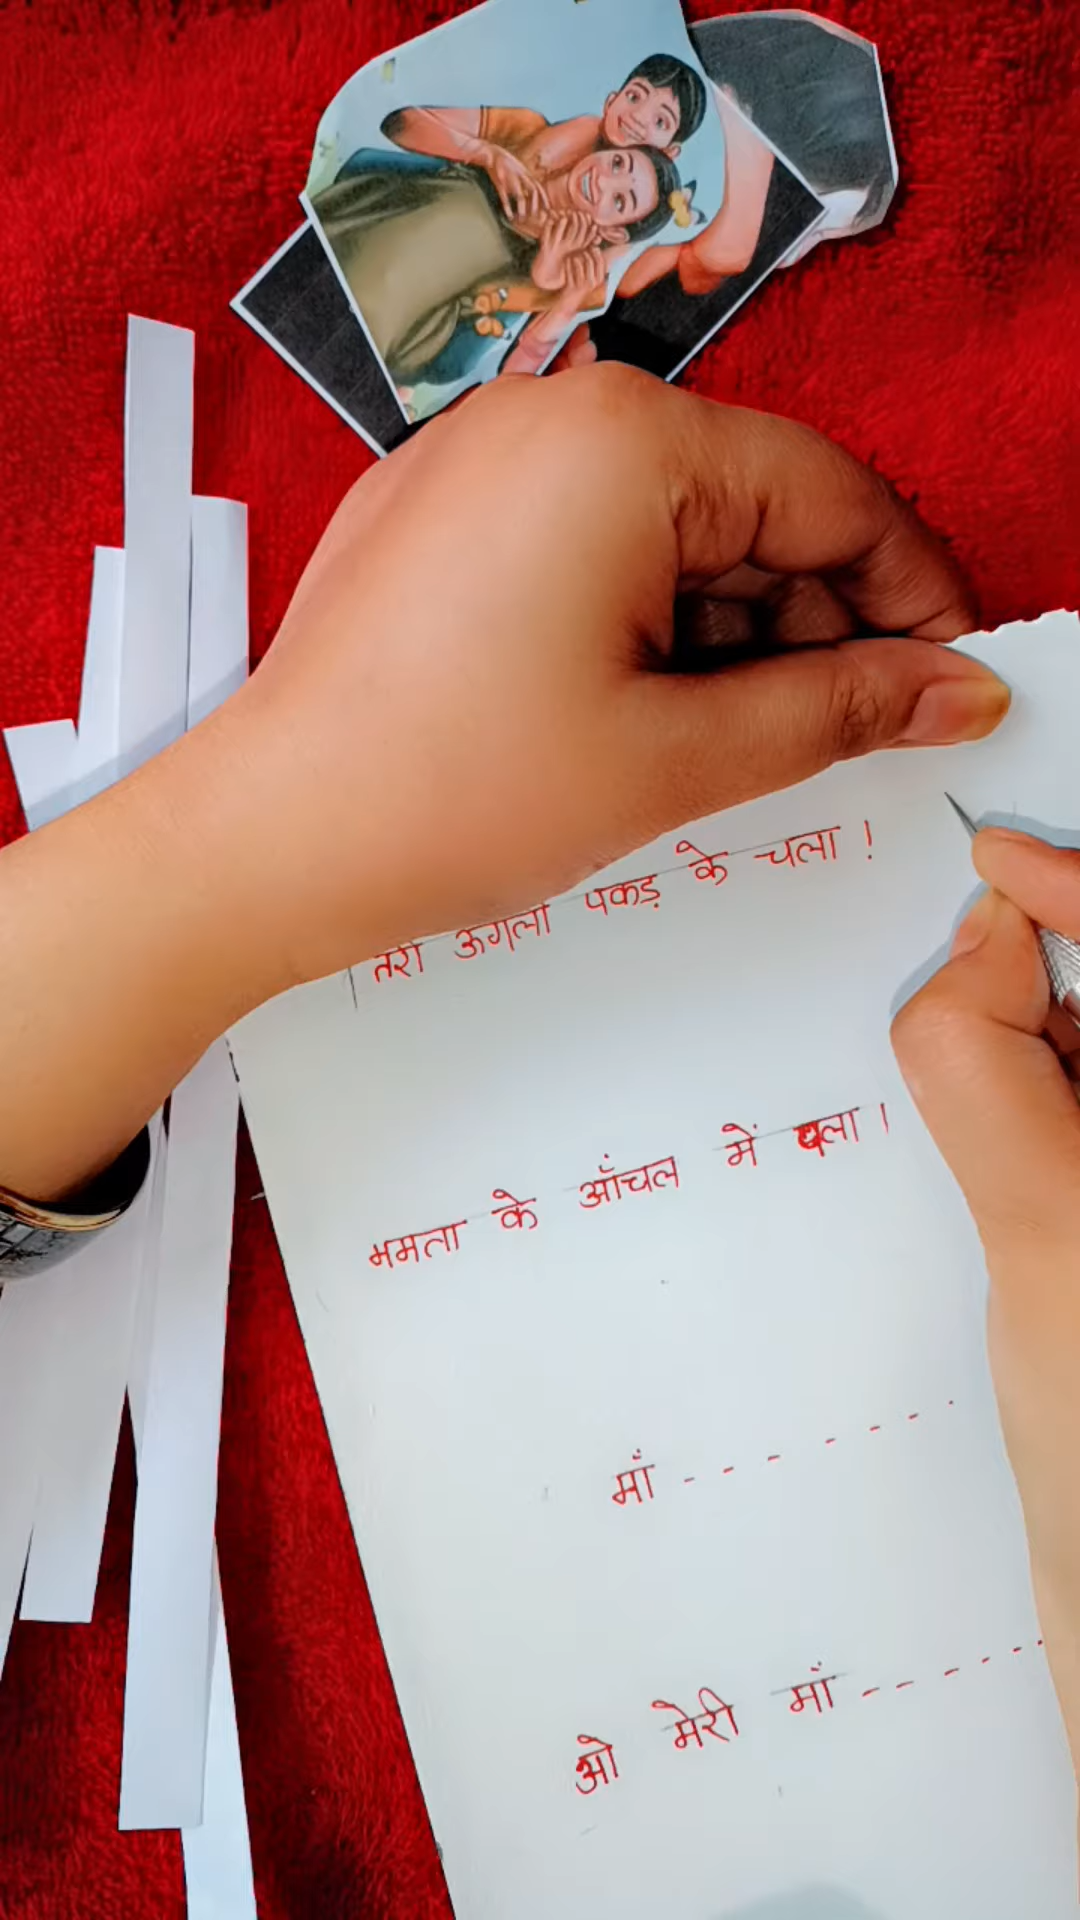 तेरी ऊंगली पकड़ के चला !
ममता के आँचल में पला ।
माँ - - - - - - - -
ओ मेरी माँ - - - - - - -